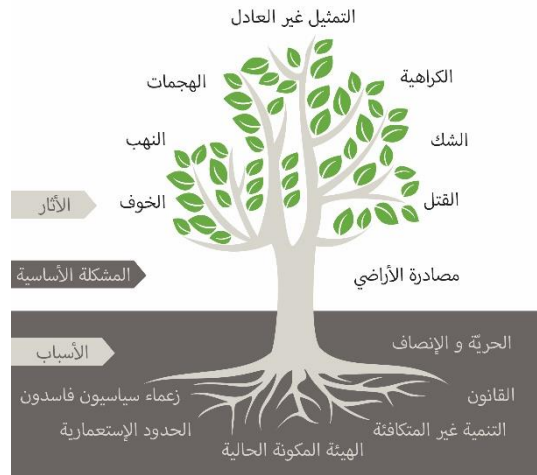 التمثيل غير العادل
الكراهية
الهجمات
الشك
النهب
القتل
الخوف
الأثار
مصادرة الأراضي
المشكلة الأساسية
الحريّة و الإنصاف
الأسباب
القانون
زعماء سياسيون فاسدون
التنمية غير المتكافئة
الحدود الإستعمارية
الهيئة المكونة الحالية